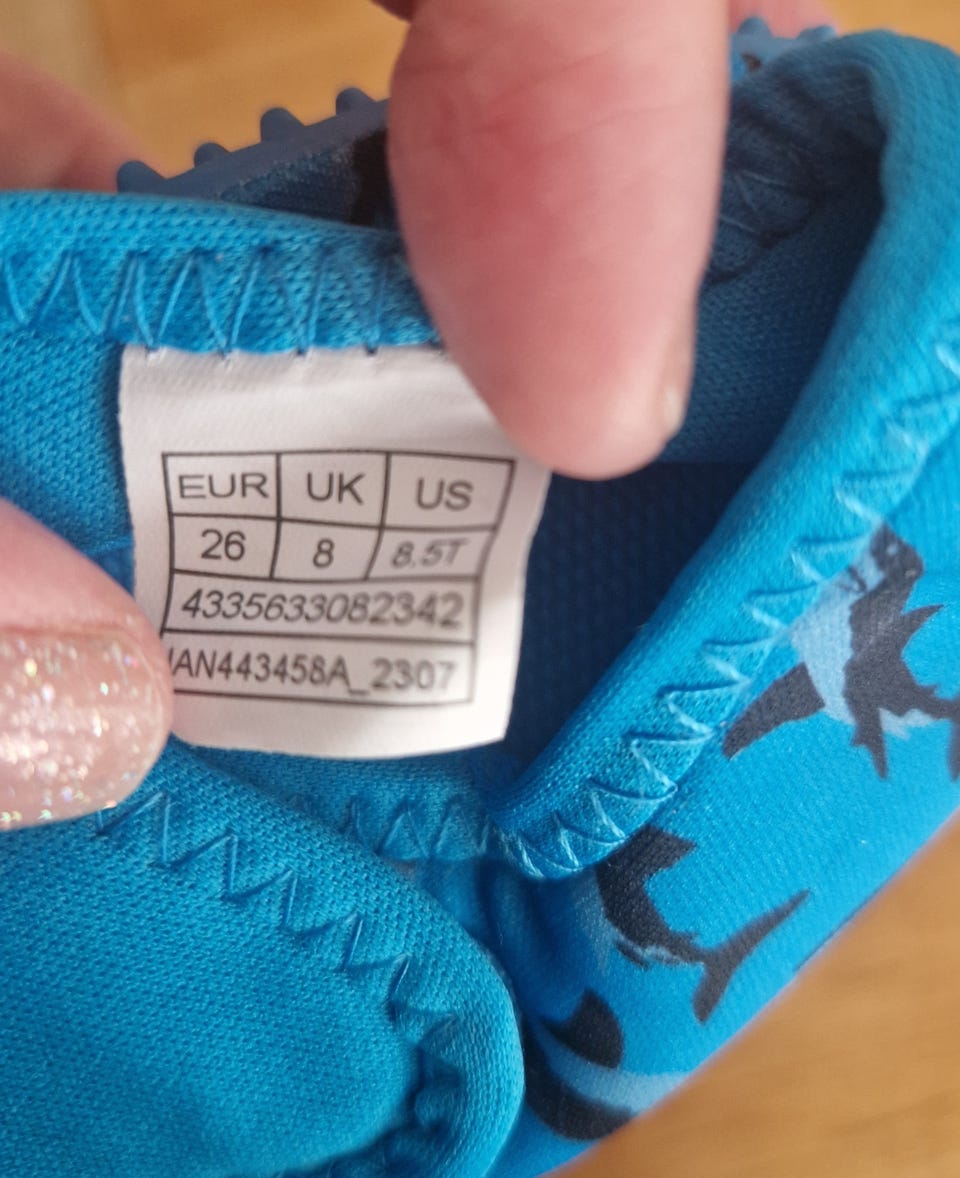 EUR UK US
26 8 8.5T
4335633082342
IAN443458A_2307